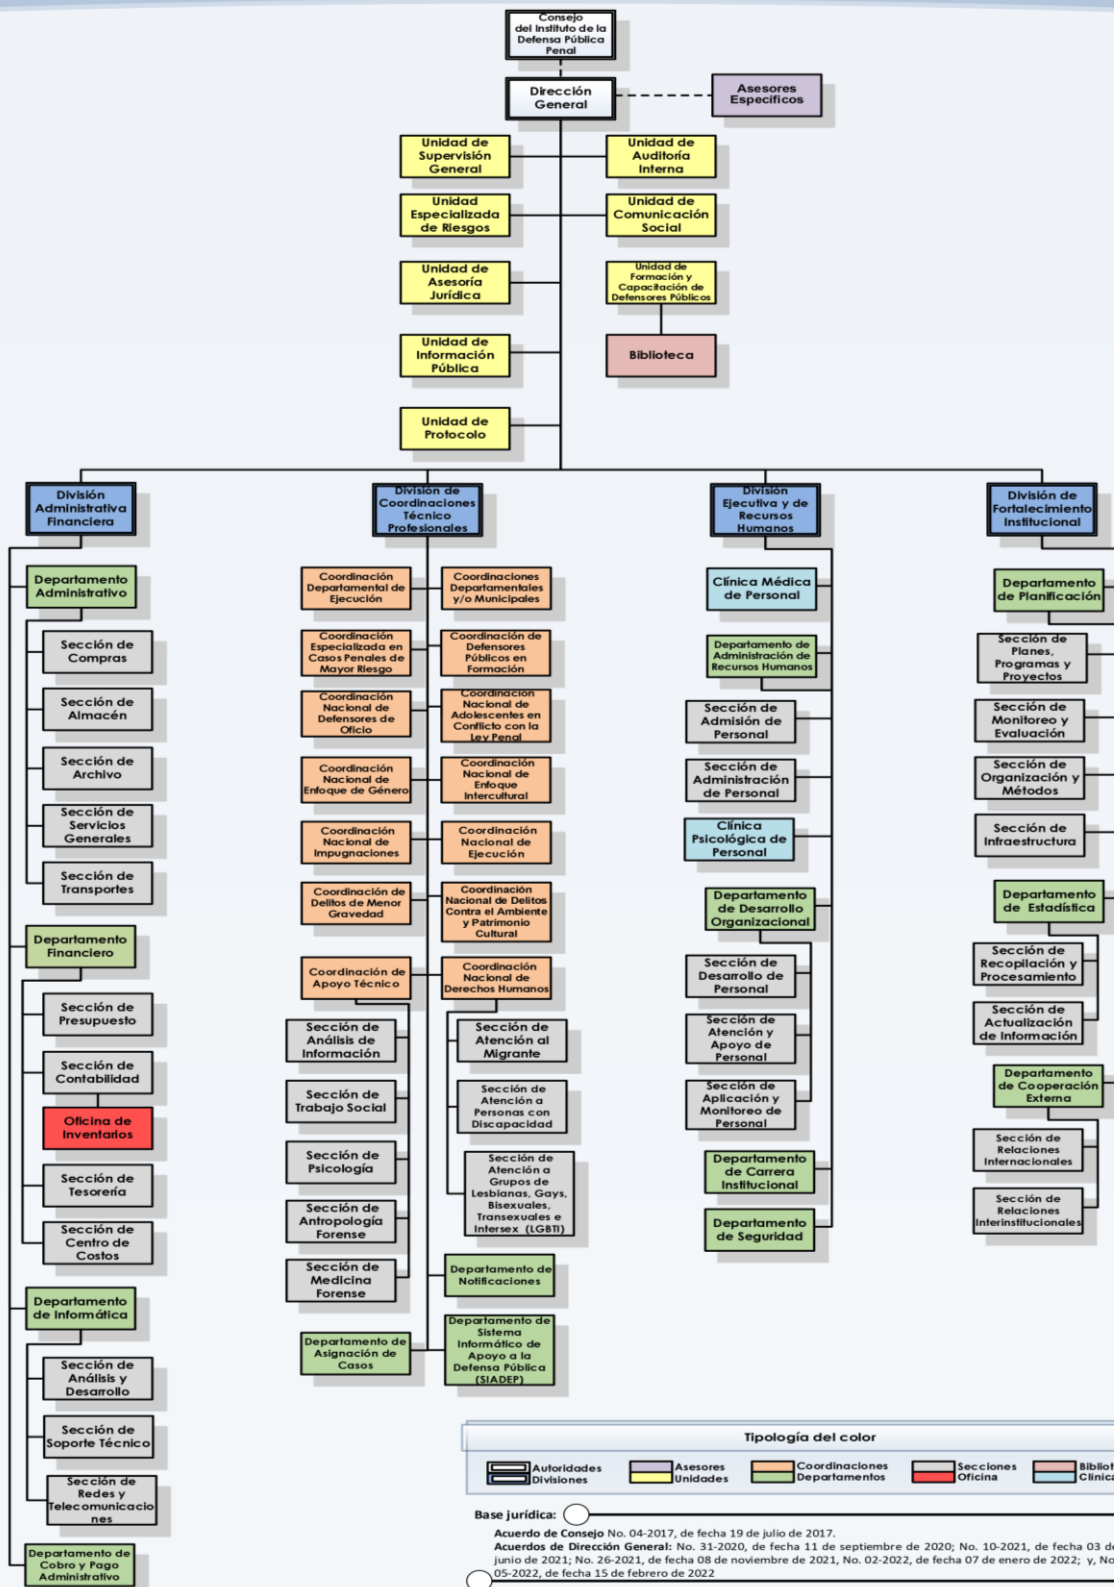 Consejo
del Instituto de la
Defensa Pública
Penal
Dirección
General
Asesores
Específicos
Unidad de
Supervisión
General
Unidad de
Auditoría
Interna
Unidad
Especializada
de Riesgos
Unidad de
Comunicación
Social
Unidad de
Asesoría
Jurídica
Unidad de
Formación y
Capacitación de
Defensores Públicos
Unidad de
Información
Pública
Biblioteca
Unidad de
Protocolo
División
Administrativa
Financiera
Departamento
Administrativo
Sección de
Compras
Sección de
Almacén
Sección de
Archivo
Sección de
Servicios
Generales
Sección de
Transportes
Departamento
Financiero
Sección de
Presupuesto
Sección de
Contabilidad
Oficina de
Inventarios
Sección de
Tesorería
Sección de
Centro de
Costos
Departamento
de Informática
Sección de
Análisis y
Desarrollo
Sección de
Soporte Técnico
Sección de
Redes y
Telecomunicacio
nes
Departamento de
Cobro y Pago
Administrativo
División de
Coordinaciones
Técnico
Profesionales
Coordinación
Departamental de
Ejecución
Coordinaciones
Departamentales
y/o Municipales
Coordinación
Especializada en
Casos Penales de
Mayor Riesgo
Coordinación de
Defensores
Públicos en
Formación
Coordinación
Nacional de
Defensores de
Oficio
Coordinación
Nacional de
Adolescentes en
Conflicto con la
Ley Penal
Coordinación
Nacional de
Enfoque de Género
Coordinación
Nacional de
Enfoque
Intercultural
Coordinación
Nacional de
Impugnaciones
Coordinación
Nacional de
Ejecución
Coordinación de
Delitos de Menor
Gravedad
Coordinación
Nacional de Delitos
Contra el Ambiente
y Patrimonio
Cultural
Coordinación de
Apoyo Técnico
Coordinación
Nacional de
Derechos Humanos
Sección de
Análisis de
Información
Sección de
Trabajo Social
Sección de
Psicología
Sección de
Antropología
Forense
Sección de
Medicina
Forense
Sección de
Atención al
Migrante
Sección de
Atención a
Personas con
Discapacidad
Sección de
Atención a
Grupos de
Lesbianas, Gays,
Bisexuales,
Transexuales e
Intersex (LGBTI)
Departamento de
Notificaciones
Departamento de
Asignación de
Casos
Departamento de
Sistema
Informático de
Apoyo a la
Defensa Pública
(SIADEP)
División
Ejecutiva y de
Recursos
Humanos
Clínica Médica
de Personal
Departamento de
Administración de
Recursos Humanos
Sección de
Admisión de
Personal
Sección de
Administración
de Personal
Clínica
Psicológica de
Personal
Departamento
de Desarrollo
Organizacional
Sección de
Desarrollo de
Personal
Sección de
Atención y
Apoyo de
Personal
Sección de
Aplicación y
Monitoreo de
Personal
Departamento
de Carrera
Institucional
Departamento
de Seguridad
División de
Fortalecimiento
Institucional
Departamento
de Planificación
Sección de
Planes,
Programas y
Proyectos
Sección de
Monitoreo y
Evaluación
Sección de
Organización y
Métodos
Sección de
Infraestructura
Departamento
de Estadística
Sección de
Recopilación y
Procesamiento
Sección de
Actualización
de Información
Departamento
de Cooperación
Externa
Sección de
Relaciones
Internacionales
Sección de
Relaciones
Interinstitucionales
Tipología del color
Autoridades Asesores Coordinaciones Secciones Bibliot
Divisiones Unidades Departamentos Oficina Clínica
Base jurídica:
Acuerdo de Consejo No. 04-2017, de fecha 19 de julio de 2017.
Acuerdos de Dirección General: No. 31-2020, de fecha 11 de septiembre de 2020; No. 10-2021, de fecha 03 de
junio de 2021; No. 26-2021, de fecha 08 de noviembre de 2021, No. 02-2022, de fecha 07 de enero de 2022; y, No
05-2022, de fecha 15 de febrero de 2022